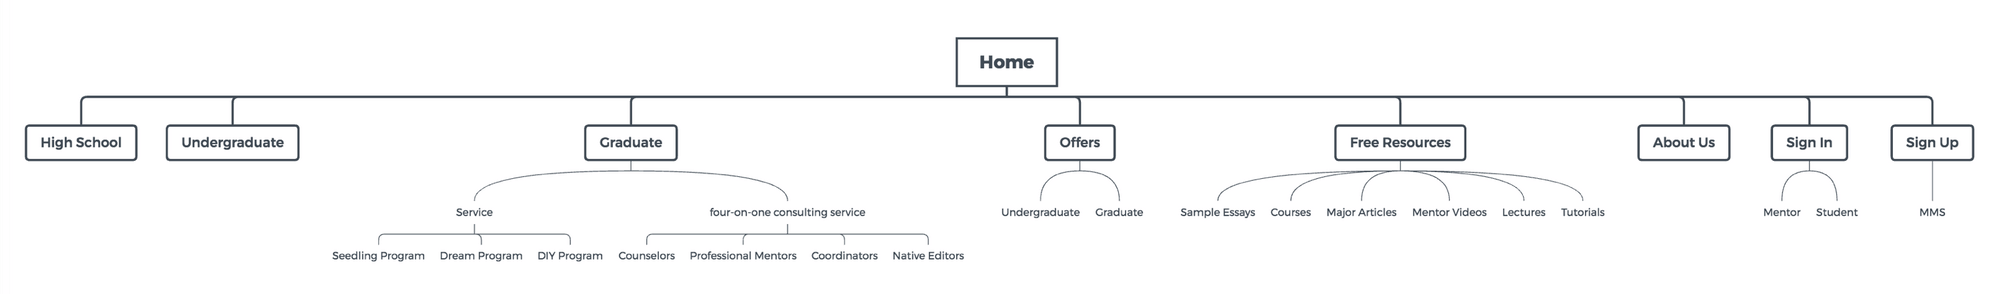 Home
High School
Undergraduate
Graduate
Offers
Free Resources
About Us
Sign In
Sign Up
Service
four-on-one consulting service
Undergraduate
Graduate
Sample Essays
Courses
Major Articles
Mentor Videos
Lectures
Tutorials
Mentor
Student
MMS
Seedling Program
Dream Program
DIY Program
Counselors
Professional Mentors
Coordinators
Native Editors